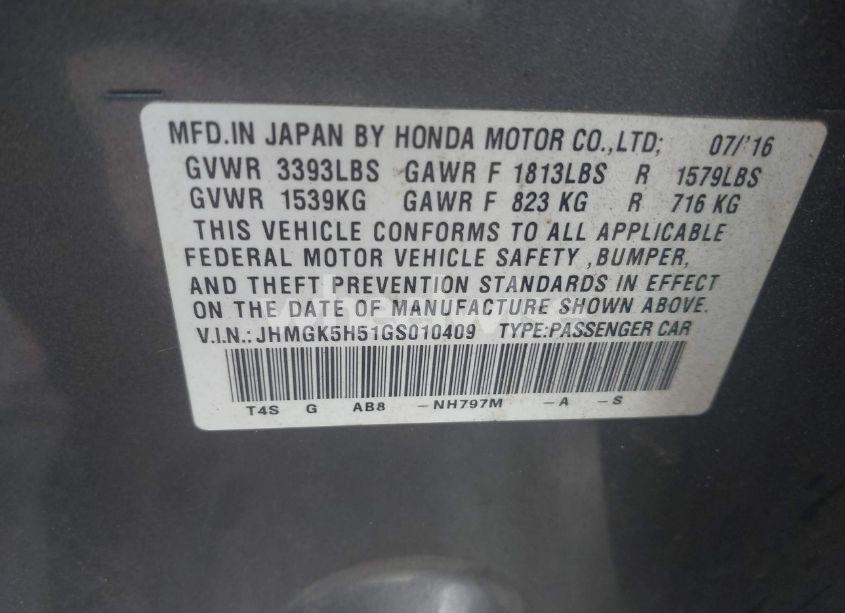 MFD.IN JAPAN BY HONDA MOTOR CO.,LTD; 07/'16
GVWR 3393LBS GAWR F 1813LBS R 1579LBS
GVWR 1539KG GAWR F 823 KG R 716 KG
THIS VEHICLE CONFORMS TO ALL APPLICABLE
FEDERAL MOTOR VEHICLE SAFETY ,BUMPER,
AND THEFT PREVENTION STANDARDS IN EFFECT
ON THE DATE OF MANUFACTURE SHOWN ABOVE.
V.I.N.: JHMGK5H51GS010409 TYPE:PASSENGER CAR
T4S G AB8 -NH797M -A -S